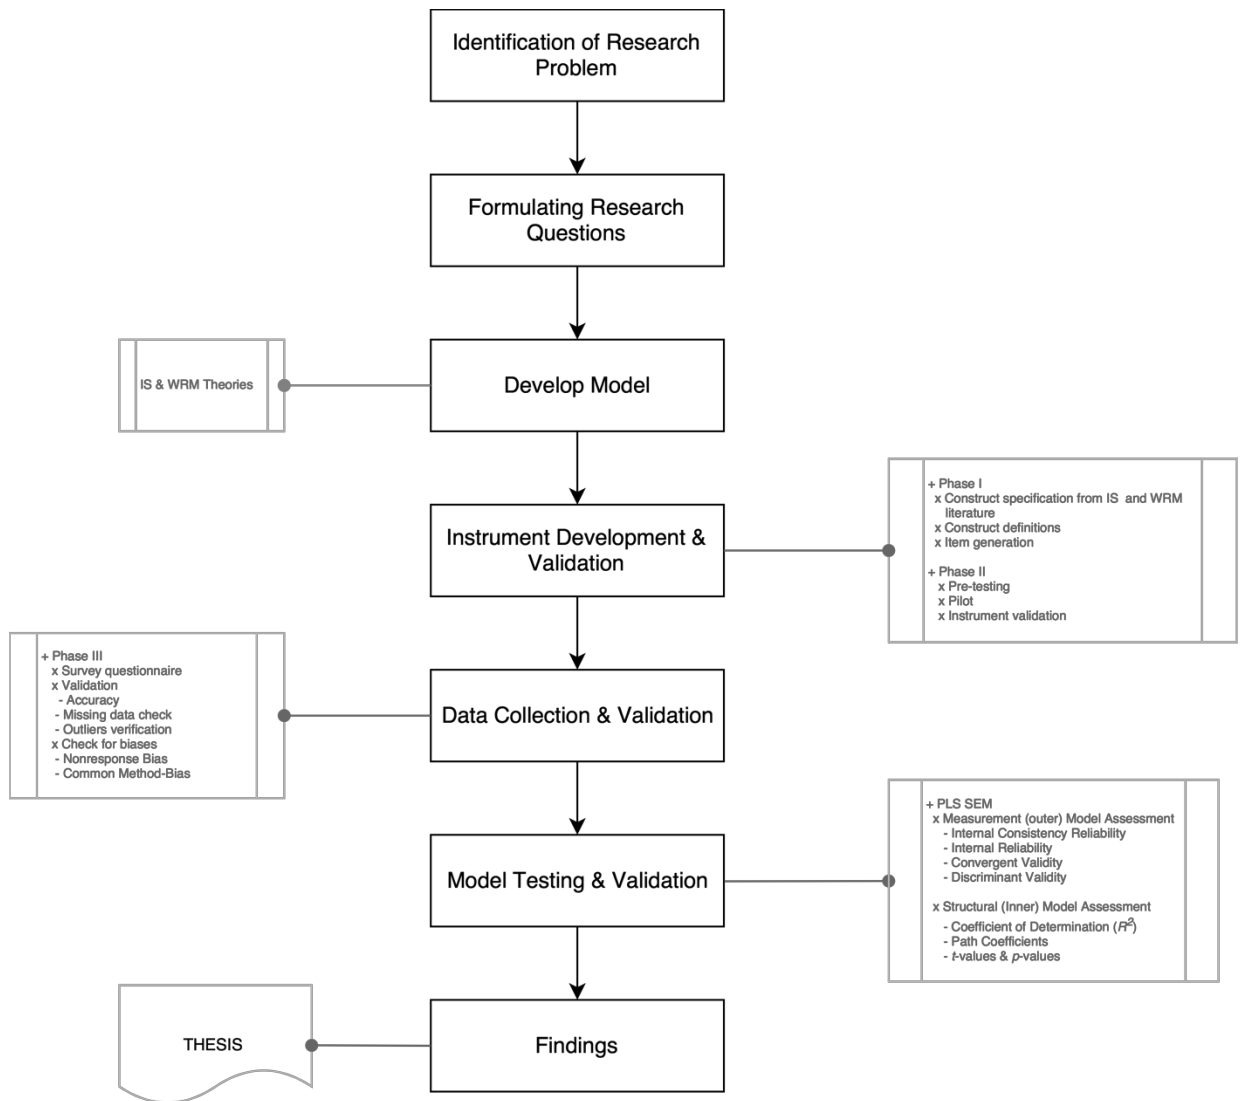 Identification of Research
Problem
Formulating Research
Questions
IS & WRM Theories
Develop Model
Instrument Development &
Validation
+ Phase I
x Construct specification from IS and WRM
literature
x Construct definitions
x Item generation
+ Phase II
x Pre-testing
x Pilot
x Instrument validation
+ Phase III
x Survey questionnaire
x Validation
- Accuracy
- Missing data check
- Outliers verification
x Check for biases
- Nonresponse Bias
- Common Method-Bias
Data Collection & Validation
Model Testing & Validation
+ PLS SEM
x Measurement (outer) Model Assessment
- Internal Consistency Reliability
- Internal Reliability
- Convergent Validity
- Discriminant Validity
x Structural (Inner) Model Assessment
- Coefficient of Determination (R²)
- Path Coefficients
- t-values & p-values
THESIS
Findings